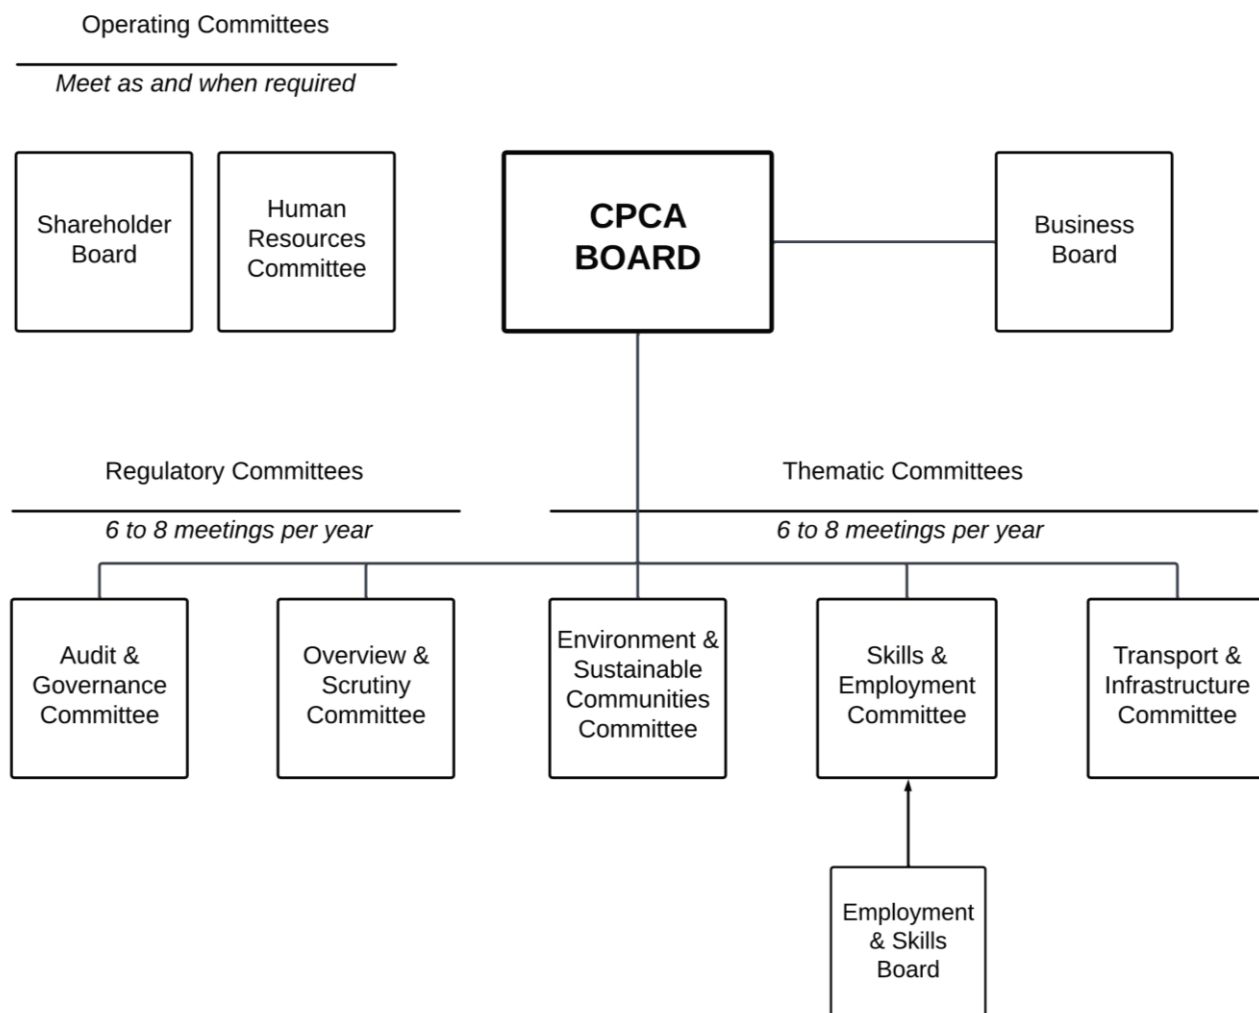 Operating Committees
Meet as and when required
Shareholder
Board
Human
Resources
Committee
CPCA
BOARD
Business
Board
Regulatory Committees
6 to 8 meetings per year
Thematic Committees
6 to 8 meetings per year
Audit &
Governance
Committee
Overview &
Scrutiny
Committee
Environment &
Sustainable
Communities
Committee
Skills &
Employment
Committee
Transport &
Infrastructure
Committee
Employment
& Skills
Board